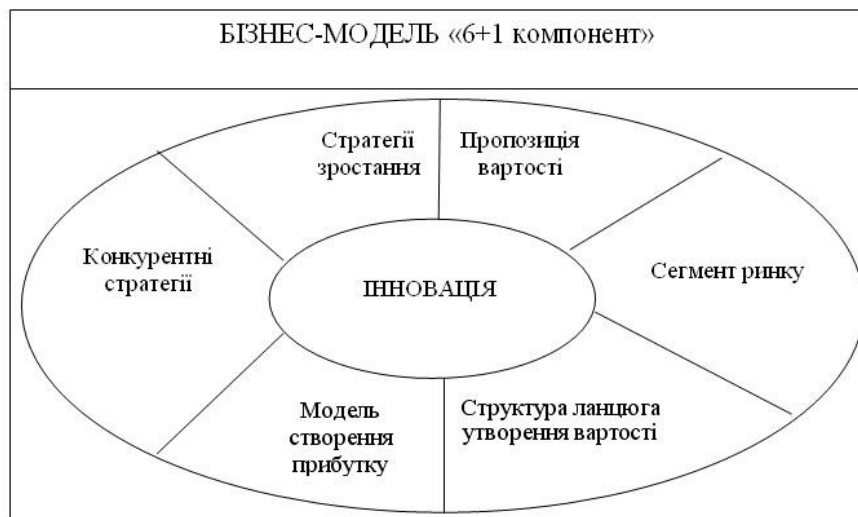 БІЗНЕС-МОДЕЛЬ «6+1 компонент»
Стратегії
зростання
Пропозиція
вартості
Конкурентні
стратегії
ІННОВАЦІЯ
Сегмент ринку
Модель
створення
прибутку
Структура ланцюга
утворення вартості